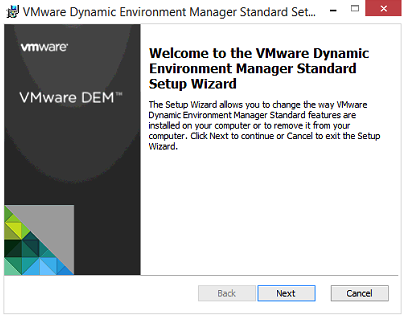 VMware Dynamic Environment Manager Standard Set...
vmware®
VMware DEM™
Welcome to the VMware Dynamic
Environment Manager Standard
Setup Wizard
The Setup Wizard allows you to change the way VMware
Dynamic Environment Manager Standard features are
installed on your computer or to remove it from your
computer. Click Next to continue or Cancel to exit the Setup
Wizard.
Back
Next
Cancel